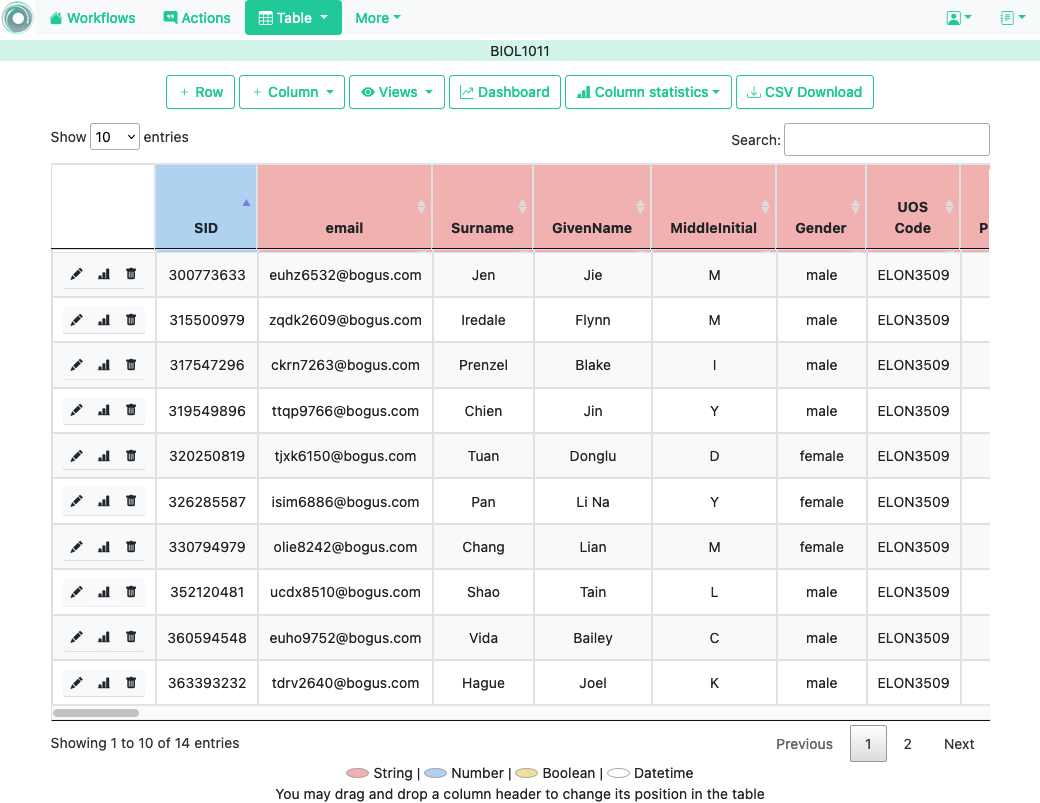 Workflows Actions Table More
BIOL1011
+ Row + Column Views Dashboard Column statistics CSV Download
Show 10 entries Search:
SID email Surname GivenName MiddleInitial Gender UOS Code P
300773633 euhz6532@bogus.com Jen Jie M male ELON3509
315500979 zqdk2609@bogus.com Iredale Flynn M male ELON3509
317547296 ckrn7263@bogus.com Prenzel Blake I male ELON3509
319549896 ttqp9766@bogus.com Chien Jin Y male ELON3509
320250819 tjxk6150@bogus.com Tuan Donglu D female ELON3509
326285587 isim6886@bogus.com Pan Li Na Y female ELON3509
330794979 olie8242@bogus.com Chang Lian M female ELON3509
352120481 ucdx8510@bogus.com Shao Tain L male ELON3509
360594548 euho9752@bogus.com Vida Bailey C male ELON3509
363393232 tdrv2640@bogus.com Hague Joel K male ELON3509
Showing 1 to 10 of 14 entries Previous 1 2 Next
String | Number | Boolean | Datetime
You may drag and drop a column header to change its position in the table